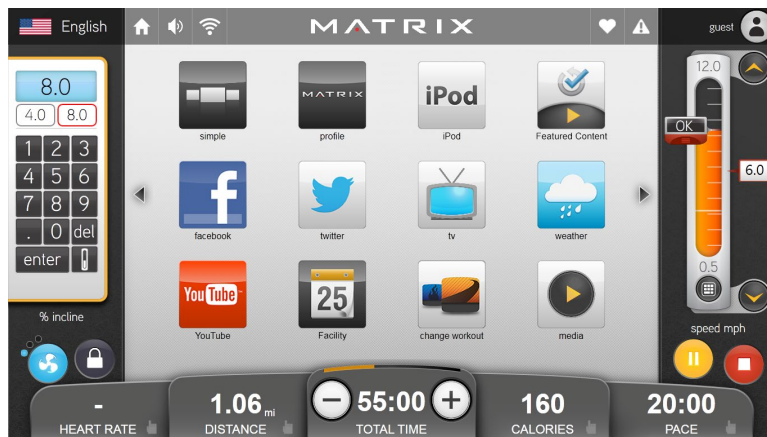 English
MATRIX
guest
8.0
4.0 8.0
1 2 3
4 5 6
7 8 9
. 0 del
enter
% incline
MATRIX
iPod
simple
profile
iPod
Featured Content
facebook
twitter
tv
weather
You Tube
25
YouTube
Facility
change workout
media
12.0
OK
6.0
0.5
speed mph
-
HEART RATE
1.06 mi
DISTANCE
55:00
TOTAL TIME
160
CALORIES
20:00
PACE